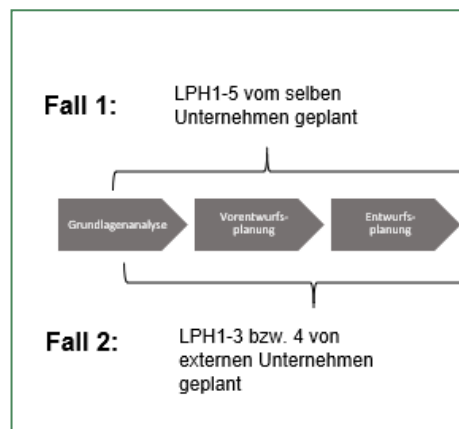 Fall 1:
LPH1-5 vom selben
Unternehmen geplant
Grundlagenanalyse
Vorentwurfs-
planung
Entwurfs-
planung
Fall 2:
LPH1-3 bzw. 4 von
externen Unternehmen
geplant